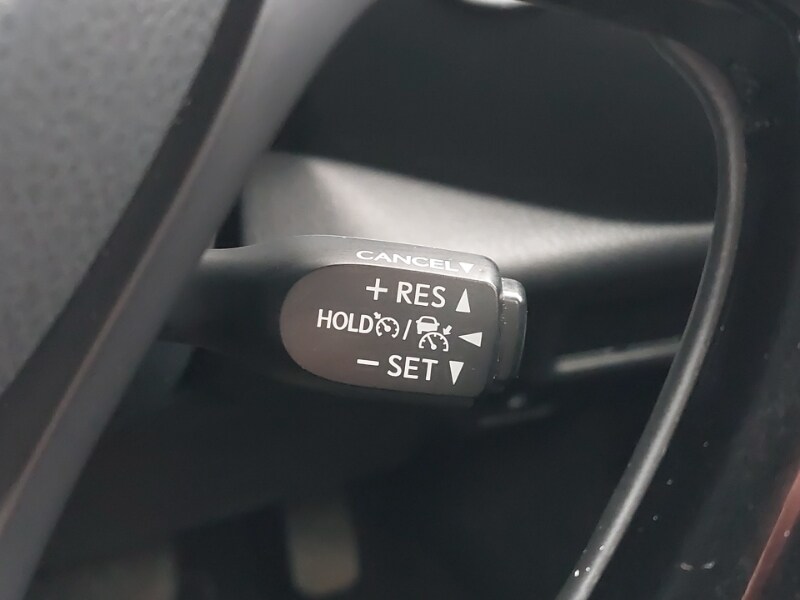 CANCEL▼
+ RES ▲
HOLD / ◀
− SET ▼